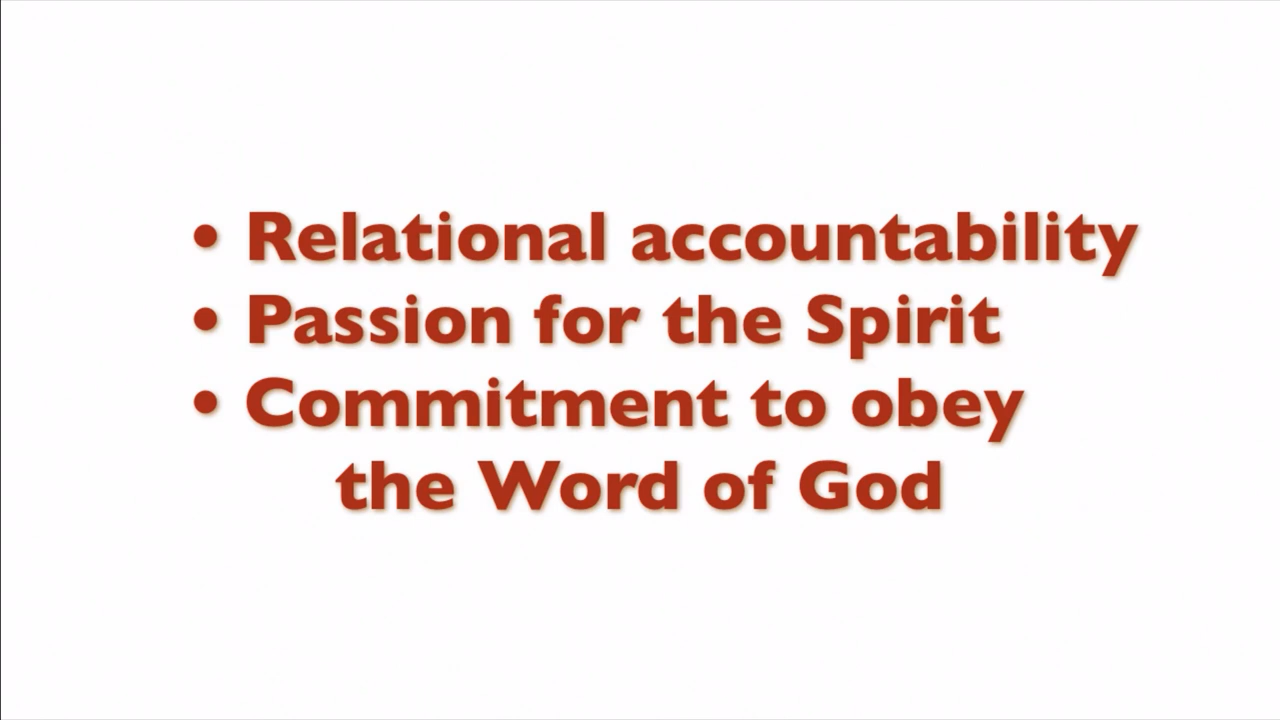 • Relational accountability
• Passion for the Spirit
• Commitment to obey
the Word of God